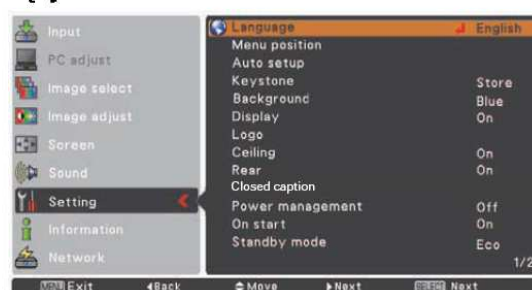 Input
PC adjust
Image select
Image adjust
Screen
Sound
Setting
Information
Network
Language English
Menu position
Auto setup
Keystone Store
Background Blue
Display On
Logo
Ceiling On
Rear On
Closed caption
Power management Off
On start On
Standby mode Eco
1/2
MENU Exit Back Move Next SELECT Next